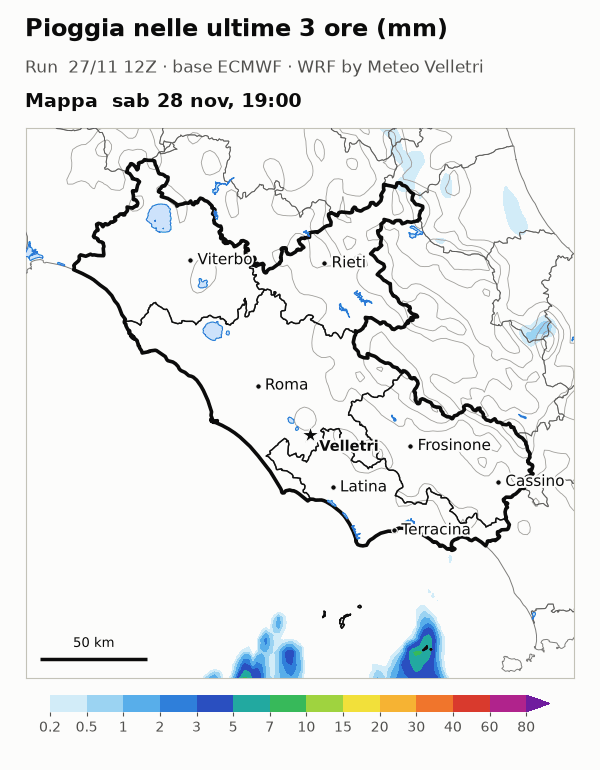 Pioggia nelle ultime 3 ore (mm)
Run  27/11 12Z · base ECMWF · WRF by Meteo Velletri
Mappa  sab 28 nov, 19:00
Viterbo
Rieti
Roma
Velletri
Frosinone
Cassino
Latina
Terracina
50 km
0.2 0.5 1 2 3 5 7 10 15 20 30 40 60 80